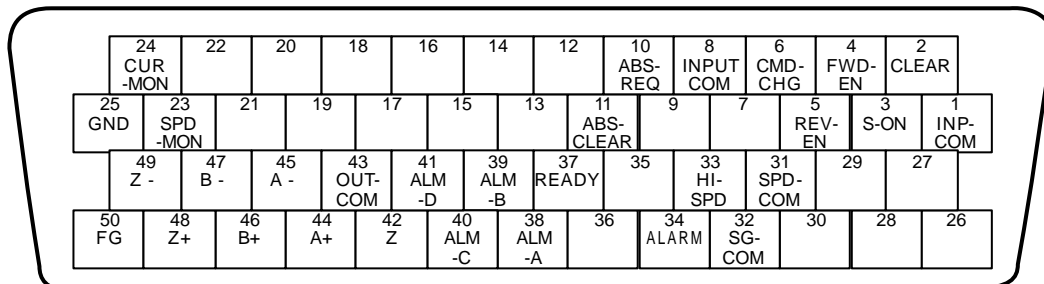 24 22 20 18 16 14 12 10 8 6 4 2
CUR ABS- INPUT CMD- FWD- CLEAR
-MON REQ COM CHG EN
25 23 21 19 17 15 13 11 9 7 5 3 1
GND SPD ABS- REV- S-ON INP-
-MON CLEAR EN COM
49 47 45 43 41 39 37 35 33 31 29 27
Z - B - A - OUT- ALM ALM READY HI- SPD-
COM -D -B SPD COM
50 48 46 44 42 40 38 36 34 32 30 28 26
FG Z+ B+ A+ Z ALM ALM ALARM SG-
-C -A COM